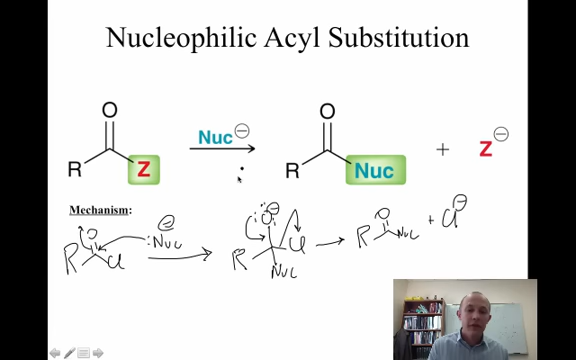 Nucleophilic Acyl Substitution
O
R Z
Nuc⊖
O
R Nuc
+ Z⊖
Mechanism:
O
R Cl
⊖
:Nuc
:O:⊖
R Cl
Nuc
O
R Nuc
+ Cl⊖